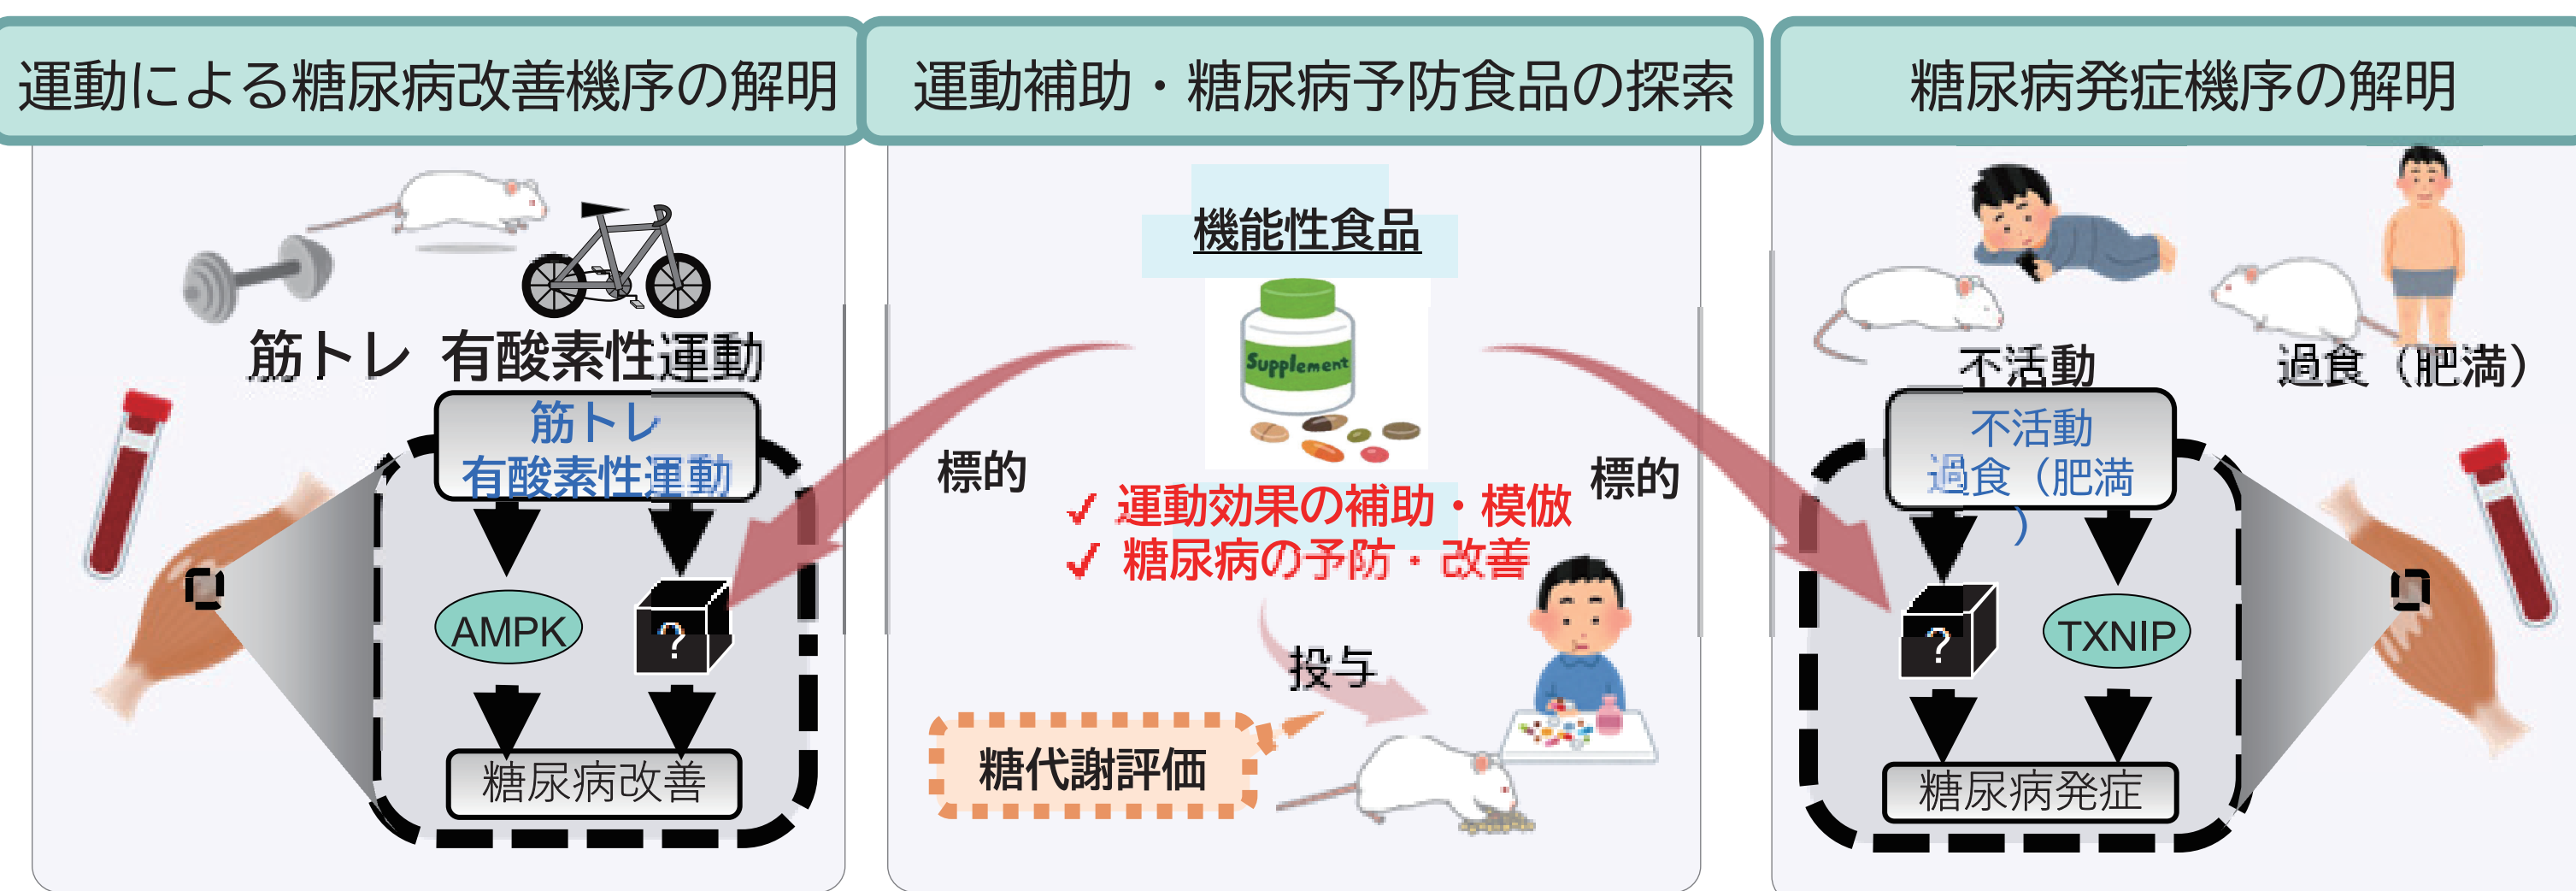 運動による糖尿病改善機序の解明
筋トレ 有酸素性運動
筋トレ
有酸素性運動
AMPK
?
糖尿病改善
運動補助・糖尿病予防食品の探索
機能性食品
Supplement
標的
標的
✓ 運動効果の補助・模倣
✓ 糖尿病の予防・改善
投与
糖代謝評価
糖尿病発症機序の解明
不活動
過食（肥満）
不活動
過食（肥満
）
?
TXNIP
糖尿病発症